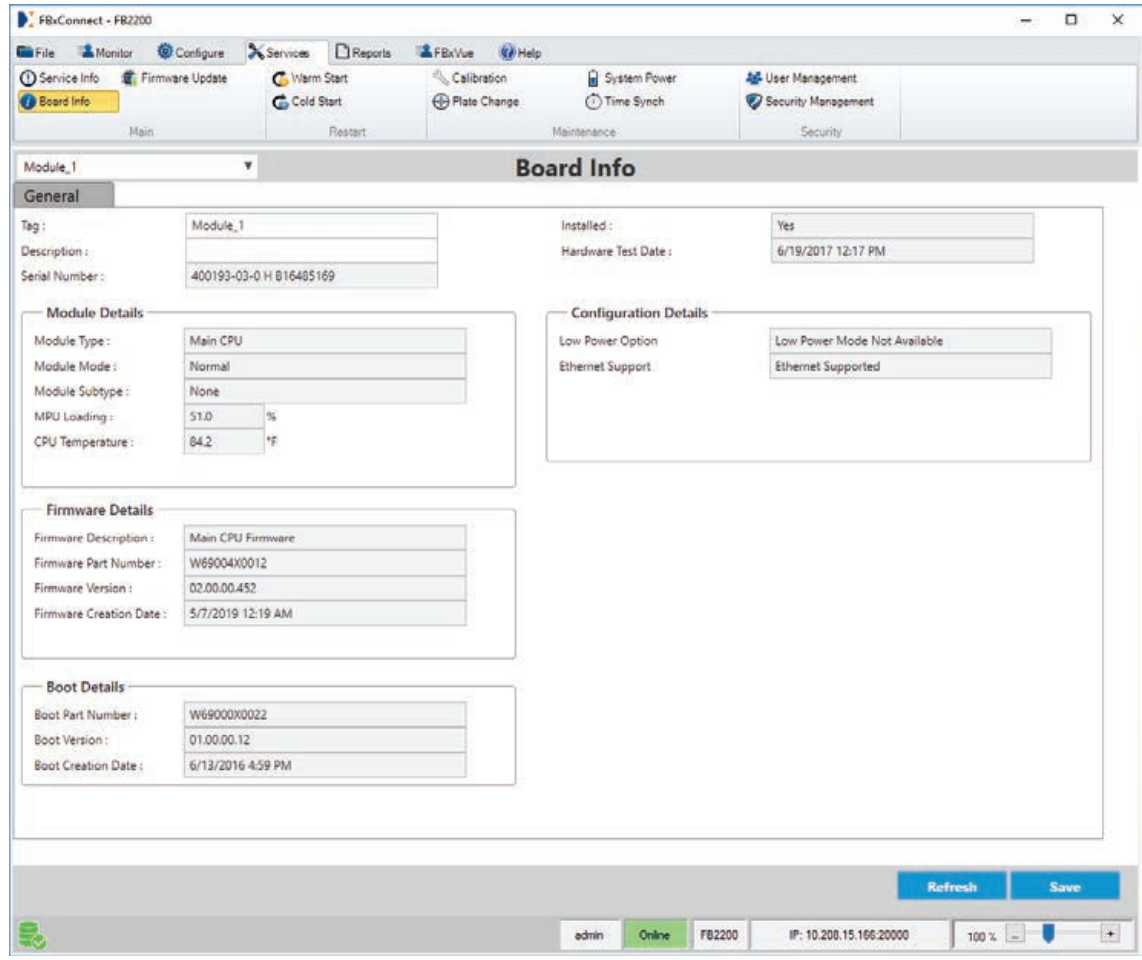 FBxConnect - FB2200
File Monitor Configure Services Reports FBxVue Help
Service Info Firmware Update Warm Start Calibration System Power User Management
Board Info Cold Start Plate Change Time Synch Security Management
Main Restart Maintenance Security
Module_1 Board Info
General
Tag : Module_1 Installed : Yes
Description : Hardware Test Date : 6/19/2017 12:17 PM
Serial Number : 400193-03-0 H 816485169
Module Details Configuration Details
Module Type : Main CPU Low Power Option Low Power Mode Not Available
Module Mode : Normal Ethernet Support Ethernet Supported
Module Subtype : None
MPU Loading : 51.0 %
CPU Temperature : 84.2 °F
Firmware Details
Firmware Description : Main CPU Firmware
Firmware Part Number : W69004X0012
Firmware Version : 02.00.00.452
Firmware Creation Date : 5/7/2019 12:19 AM
Boot Details
Boot Part Number : W69000X0022
Boot Version : 01.00.00.12
Boot Creation Date : 6/13/2016 4:59 PM
Refresh Save
admin Online FB2200 IP: 10.208.15.166:20000 100 %